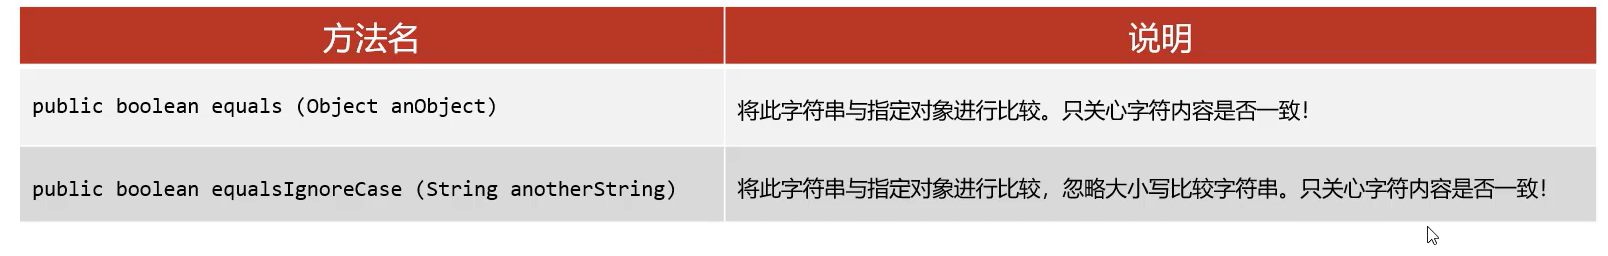 方法名 说明
public boolean equals (Object anObject) 将此字符串与指定对象进行比较。只关心字符内容是否一致！
public boolean equalsIgnoreCase (String anotherString) 将此字符串与指定对象进行比较，忽略大小写比较字符串。只关心字符内容是否一致！